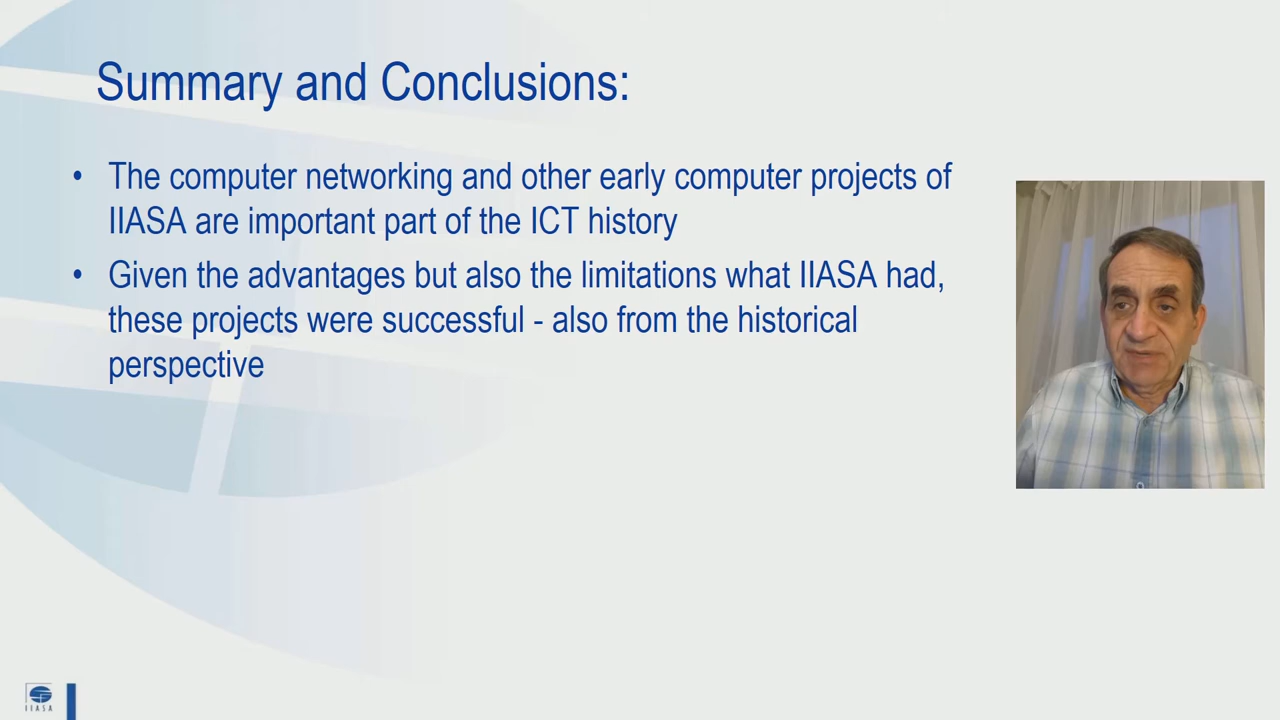 Summary and Conclusions:
• The computer networking and other early computer projects of
IIASA are important part of the ICT history
• Given the advantages but also the limitations what IIASA had,
these projects were successful - also from the historical
perspective
IIASA